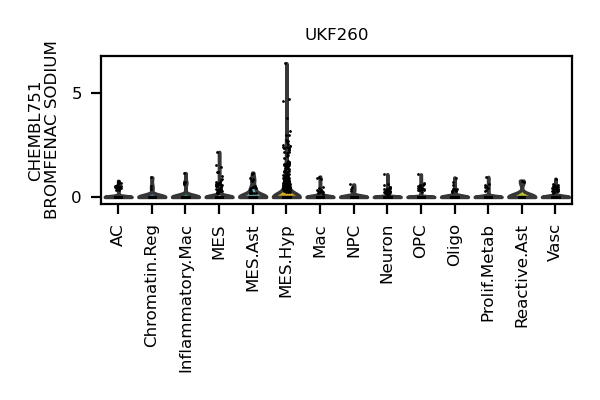 UKF260
CHEMBL751
BROMFENAC SODIUM
5
0
AC
Chromatin.Reg
Inflammatory.Mac
MES
MES.Ast
MES.Hyp
Mac
NPC
Neuron
OPC
Oligo
Prolif.Metab
Reactive.Ast
Vasc